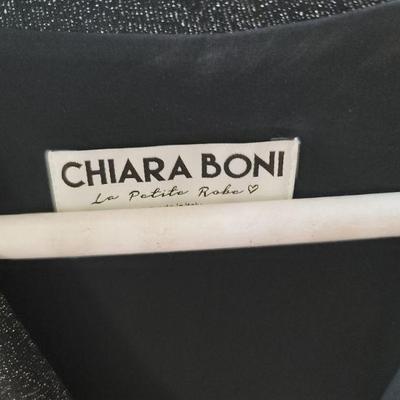 CHIARA BONI
La Petite Robe ♡